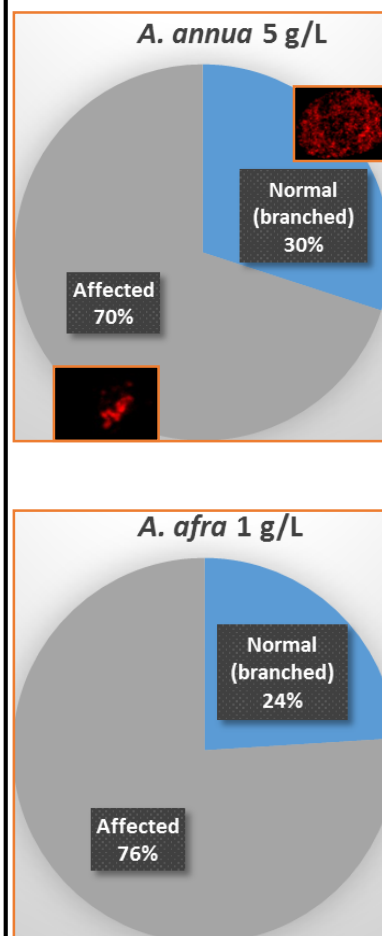 A. annua 5 g/L
Normal
(branched)
30%
Affected
70%
A. afra 1 g/L
Normal
(branched)
24%
Affected
76%